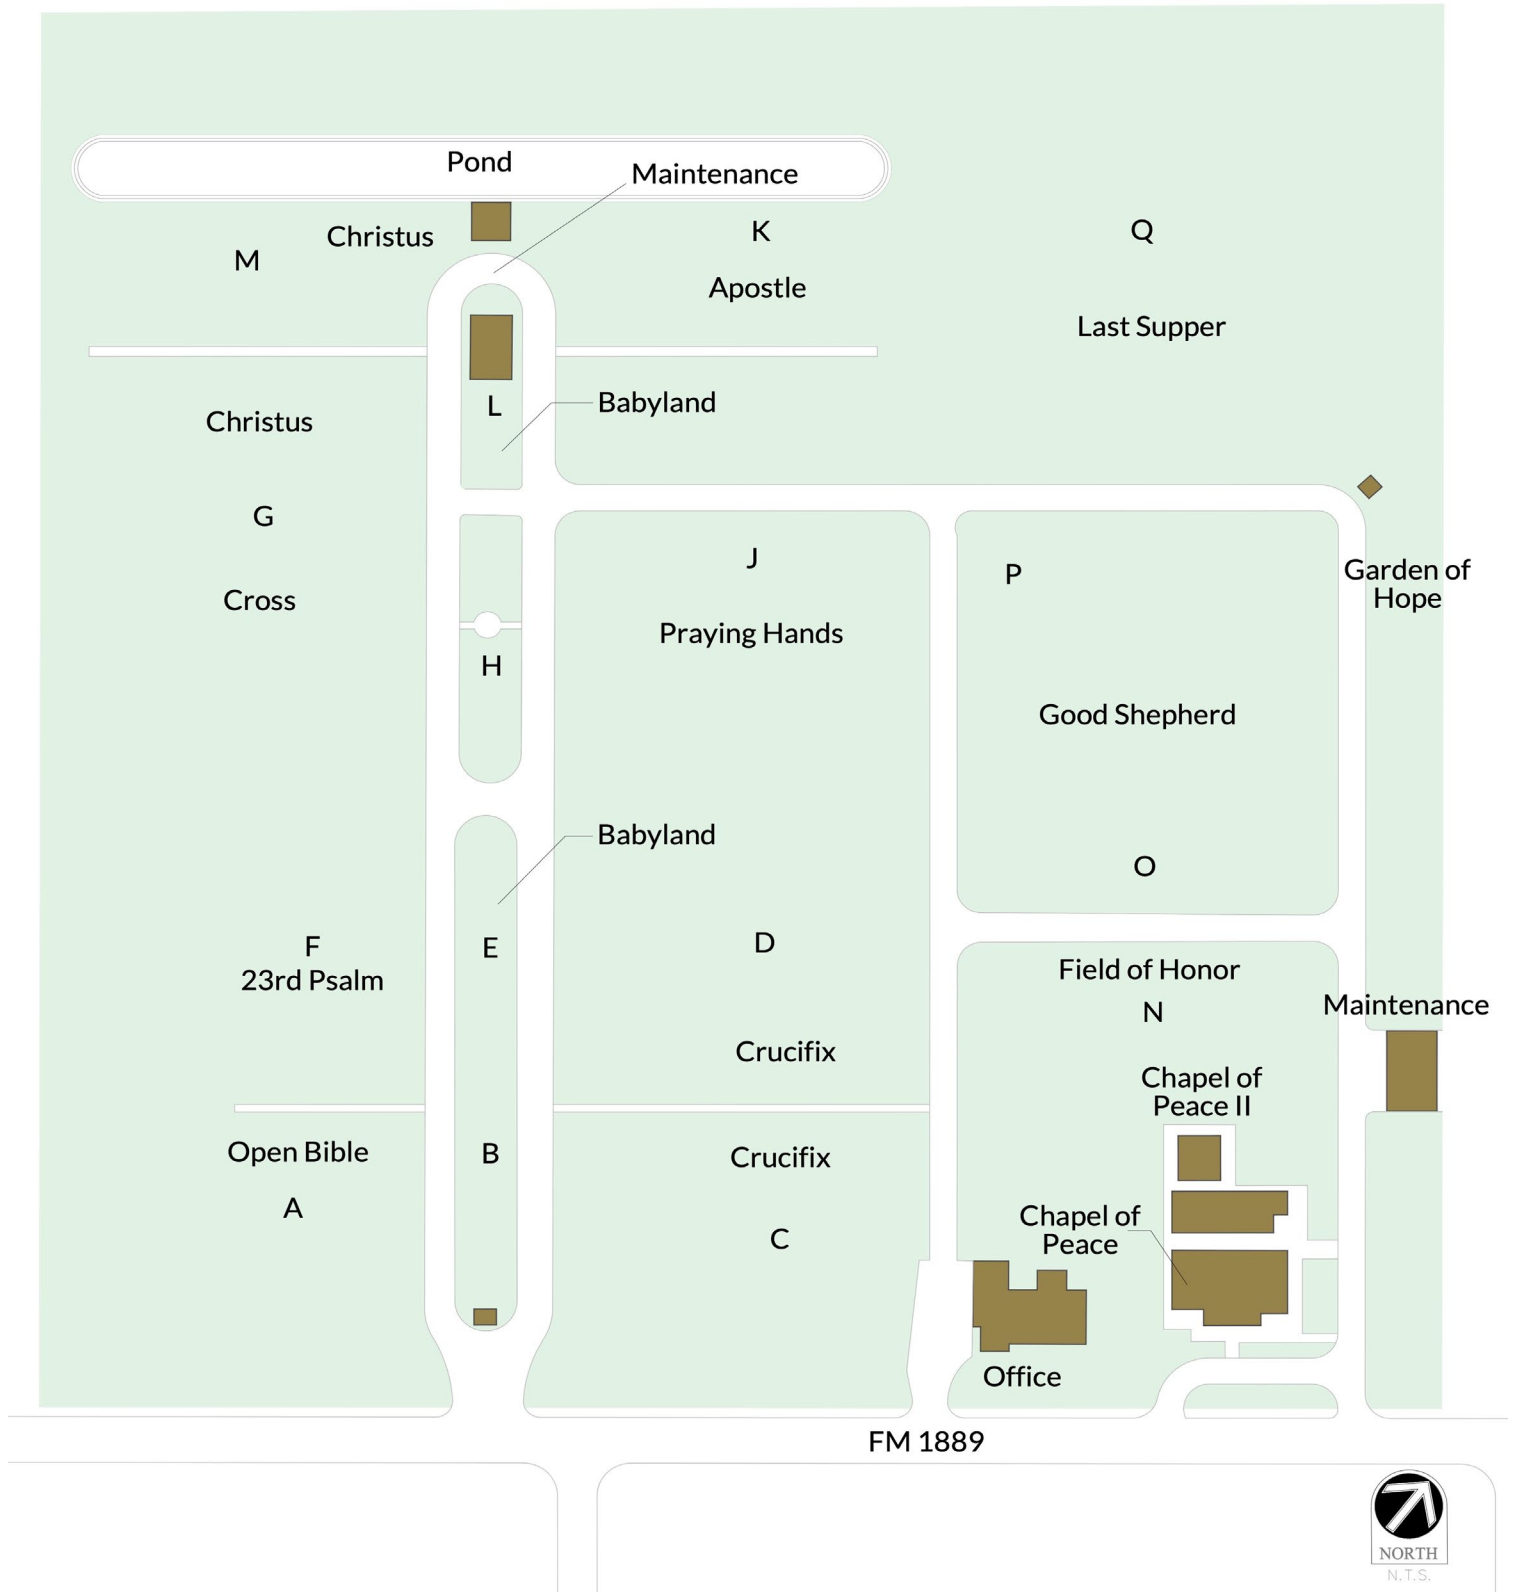 Pond
Maintenance
K
Q
Christus
M
Apostle
Last Supper
L
Babyland
Christus
G
J
P
Garden of
Hope
Cross
Praying Hands
H
Good Shepherd
Babyland
O
F
E
D
23rd Psalm
Field of Honor
N
Maintenance
Crucifix
Chapel of
Peace II
Open Bible
B
Crucifix
A
C
Chapel of
Peace
Office
FM 1889
NORTH
N.T.S.